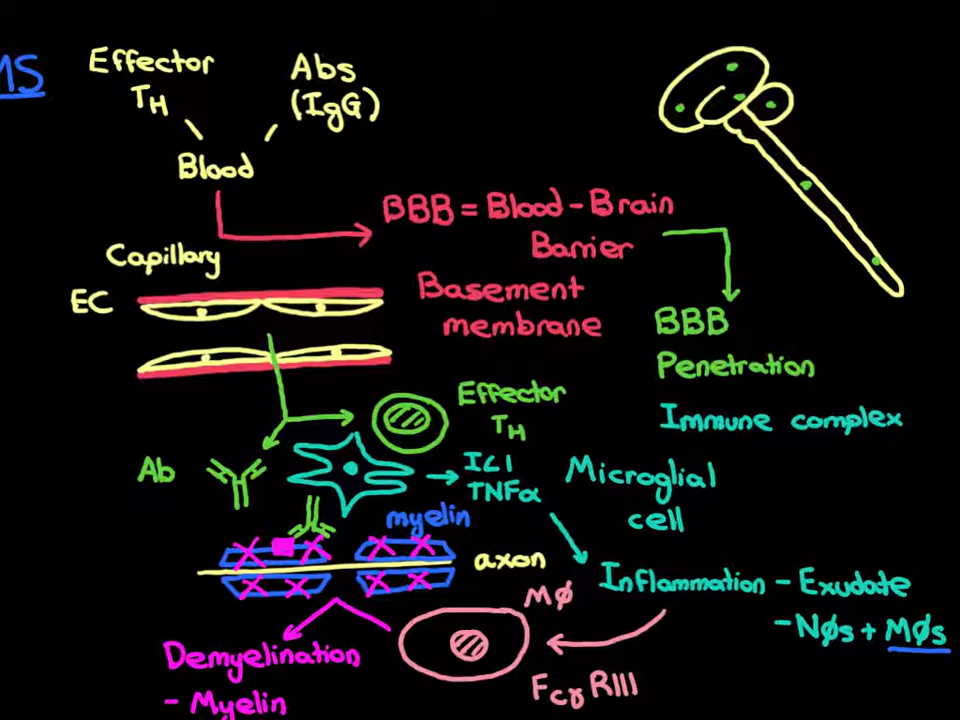 MS
Effector
TH
Abs
(IgG)
Blood
BBB = Blood-Brain
Barrier
Capillary
EC
Basement
membrane
BBB
Penetration
Immune complex
Effector
TH
Ab
IL1
TNFα
Microglial
cell
myelin
axon
Inflammation - Exudate
- NØs + MØs
MØ
FcγRIII
Demyelination
- Myelin